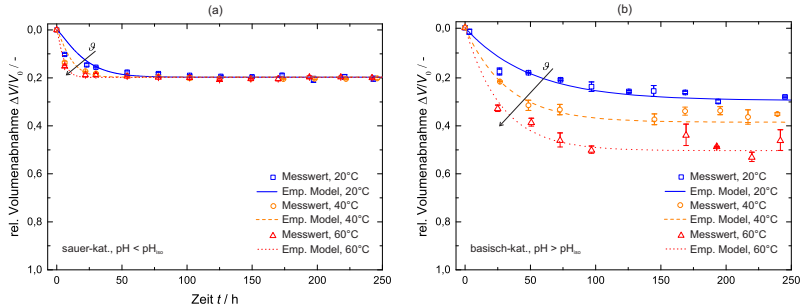 (a)
rel. Volumenabnahme ΔV/V₀ / -
0,0
0,2
0,4
0,6
0,8
1,0
ϑ
Messwert, 20°C
Emp. Model, 20°C
Messwert, 40°C
Emp. Model, 40°C
Messwert, 60°C
Emp. Model, 60°C
sauer-kat., pH < pHiso
0 50 100 150 200 250
Zeit t / h
(b)
rel. Volumenabnahme ΔV/V₀ / -
0,0
0,2
0,4
0,6
0,8
1,0
ϑ
Messwert, 20°C
Emp. Model, 20°C
Messwert, 40°C
Emp. Model, 40°C
Messwert, 60°C
Emp. Model, 60°C
basisch-kat., pH > pHiso
0 50 100 150 200 250